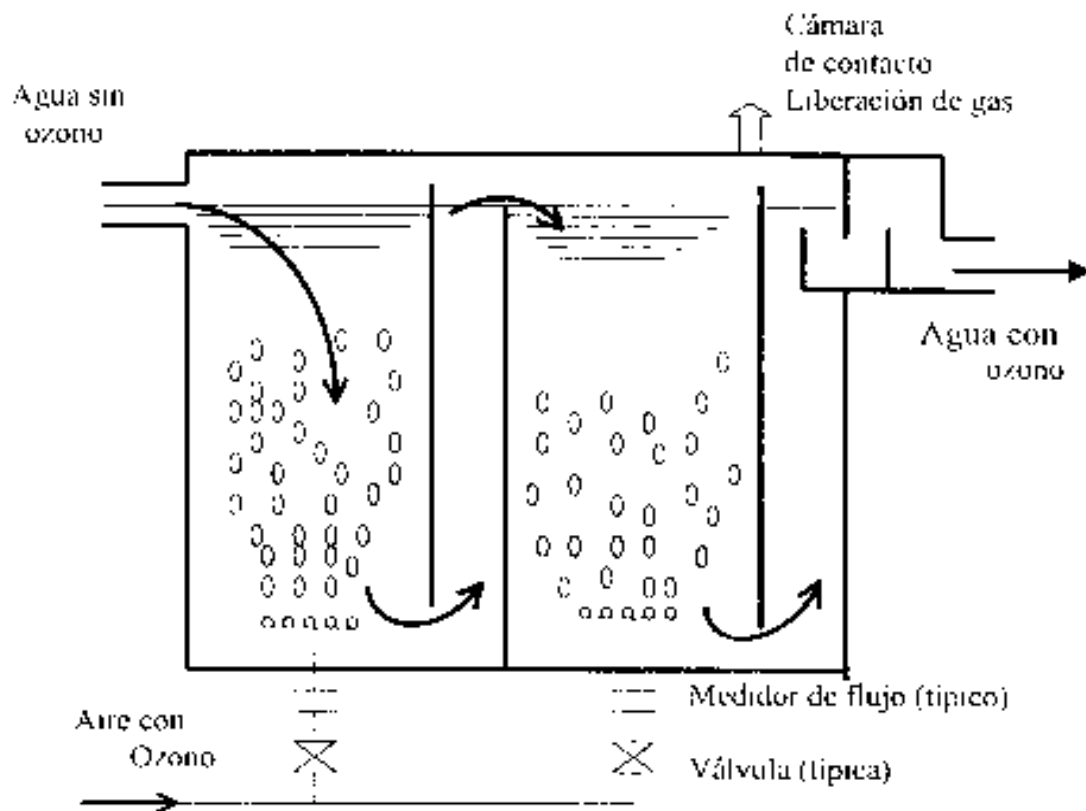 Cámara
de contacto
Liberación de gas
Agua sin
ozono
Agua con
ozono
Medidor de flujo (típico)
Aire con
Ozono
Válvula (típica)